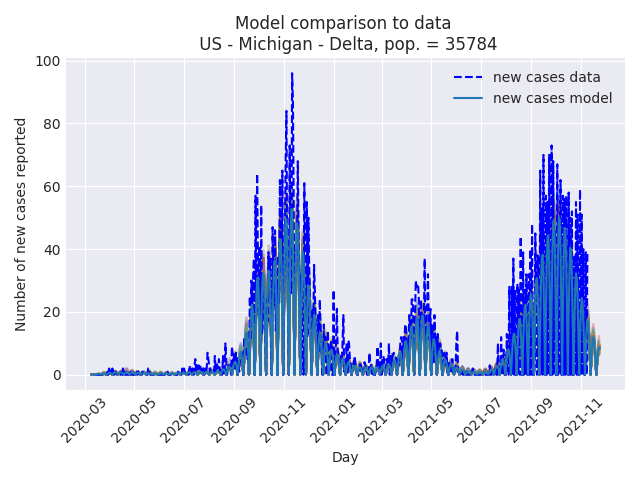 Model comparison to data
US - Michigan - Delta, pop. = 35784
new cases data
new cases model
Number of new cases reported
100
80
60
40
20
0
2020-03
2020-05
2020-07
2020-09
2020-11
2021-01
2021-03
2021-05
2021-07
2021-09
2021-11
Day